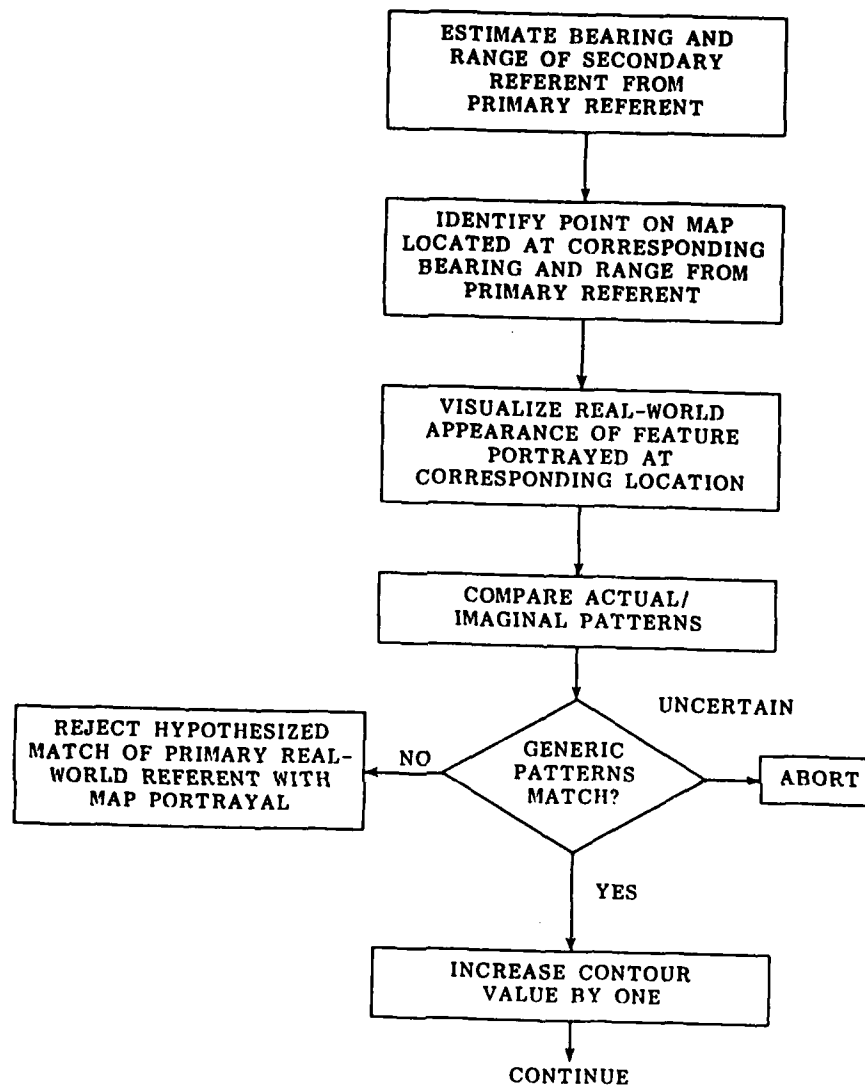 ESTIMATE BEARING AND
RANGE OF SECONDARY
REFERENT FROM
PRIMARY REFERENT
IDENTIFY POINT ON MAP
LOCATED AT CORRESPONDING
BEARING AND RANGE FROM
PRIMARY REFERENT
VISUALIZE REAL-WORLD
APPEARANCE OF FEATURE
PORTRAYED AT
CORRESPONDING LOCATION
COMPARE ACTUAL/
IMAGINAL PATTERNS
UNCERTAIN
REJECT HYPOTHESIZED
MATCH OF PRIMARY REAL-
WORLD REFERENT WITH
MAP PORTRAYAL
NO
GENERIC
PATTERNS
MATCH?
ABORT
YES
INCREASE CONTOUR
VALUE BY ONE
CONTINUE